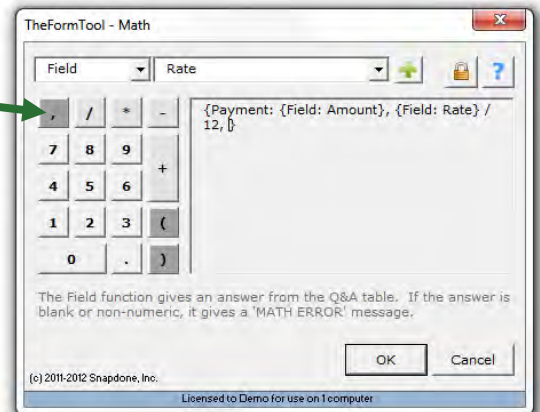 TheFormTool - Math
Field Rate ?
, / * -
7 8 9
+
4 5 6
1 2 3 (
0 . )
{Payment: {Field: Amount}, {Field: Rate} /
12, }
The Field function gives an answer from the Q&A table. If the answer is
blank or non-numeric, it gives a 'MATH ERROR' message.
OK Cancel
(c) 2011-2012 Snapdone, Inc.
Licensed to Demo for use on 1 computer